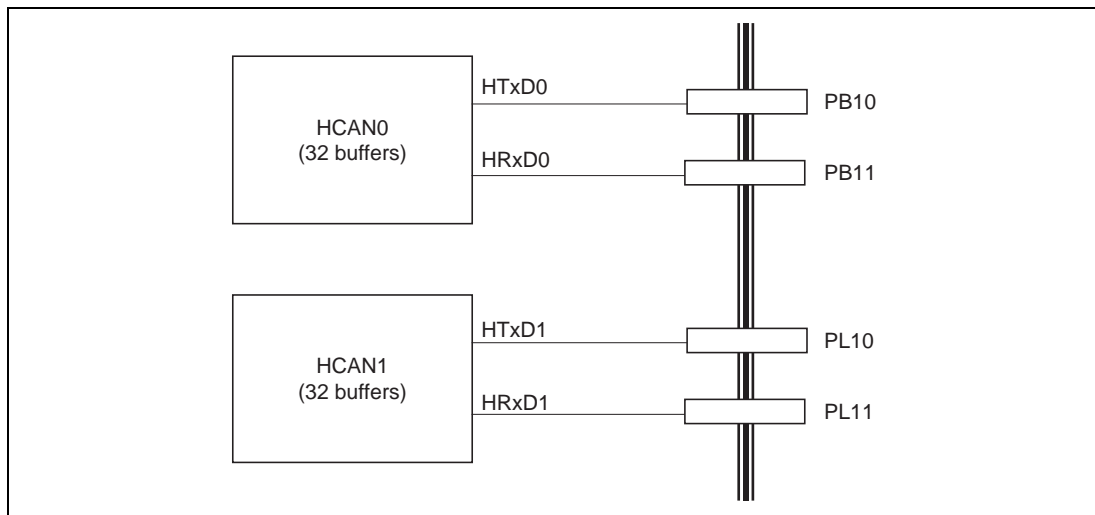 HTxD0
PB10
HCAN0
(32 buffers)
HRxD0
PB11
HTxD1
PL10
HCAN1
(32 buffers)
HRxD1
PL11